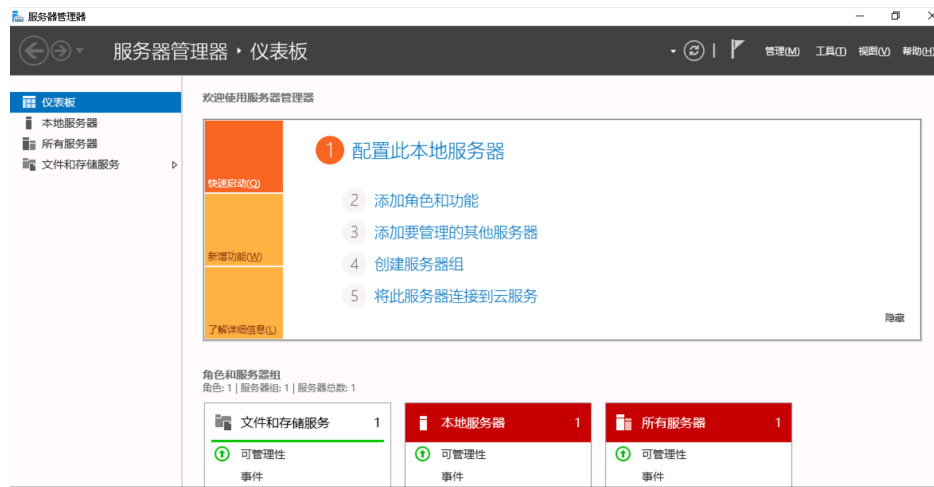 服务器管理器
服务器管理器 · 仪表板
管理(M) 工具(T) 视图(V) 帮助(H)
仪表板
本地服务器
所有服务器
文件和存储服务
欢迎使用服务器管理器
快速启动(Q)
新增功能(W)
了解详细信息(L)
1 配置此本地服务器
2 添加角色和功能
3 添加要管理的其他服务器
4 创建服务器组
5 将此服务器连接到云服务
隐藏
角色和服务器组
角色: 1 | 服务器组: 1 | 服务器总数: 1
文件和存储服务 1
可管理性
事件
本地服务器 1
可管理性
事件
所有服务器 1
可管理性
事件